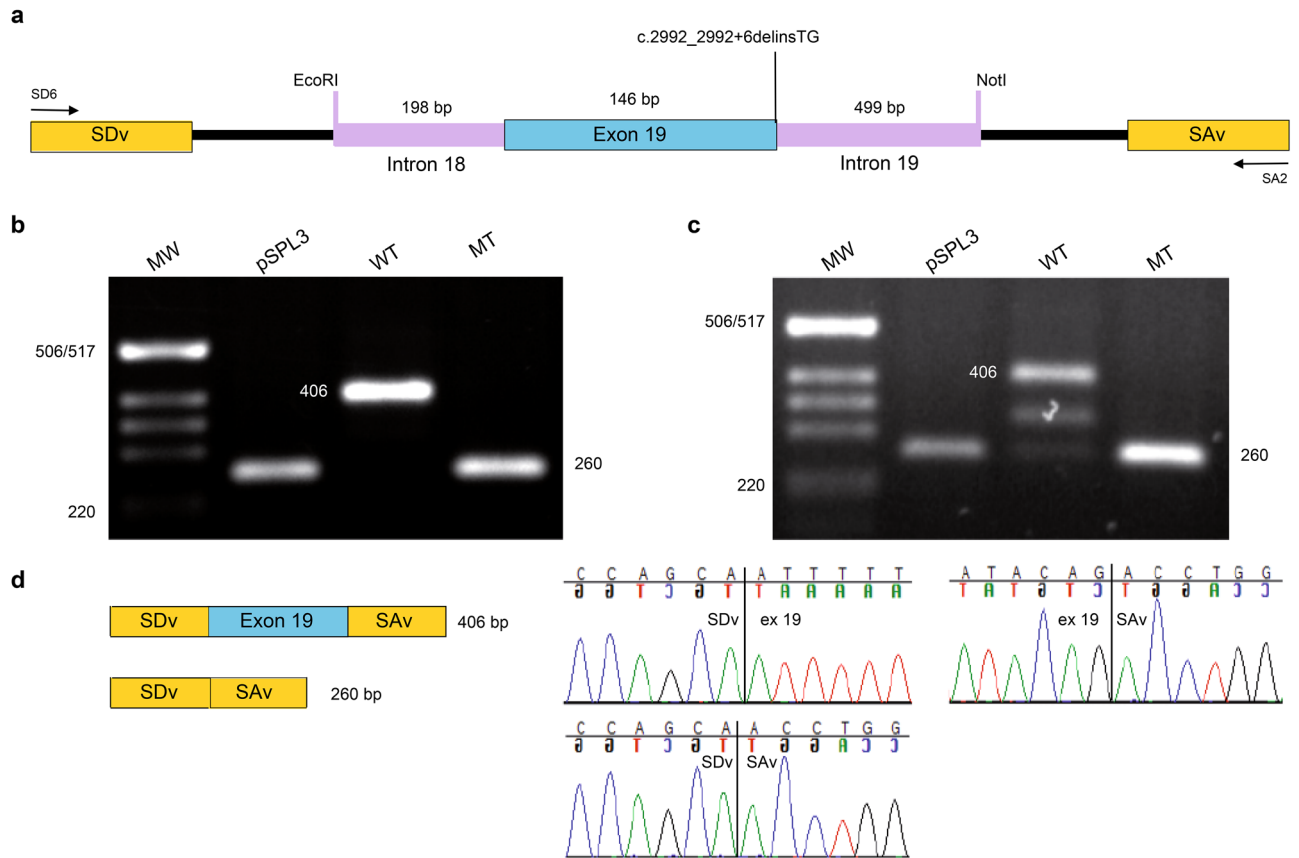 a
c.2992_2992+6delinsTG
EcoRI
NotI
SD6
198 bp
146 bp
499 bp
SDv
Exon 19
SAv
Intron 18
Intron 19
SA2
b
MW
pSPL3
WT
MT
506/517
406
260
220
c
MW
pSPL3
WT
MT
506/517
406
260
220
d
SDv
Exon 19
SAv
406 bp
SDv
SAv
260 bp
C C A G C A A T T T T T
G G T C G T T A A A A A
SDv
ex 19
A T A C A G A C C T G G
T A T G T C T G G A C C
ex 19
SAv
C C A G C A A C C T G G
G G T C G T T G G A C C
SDv
SAv